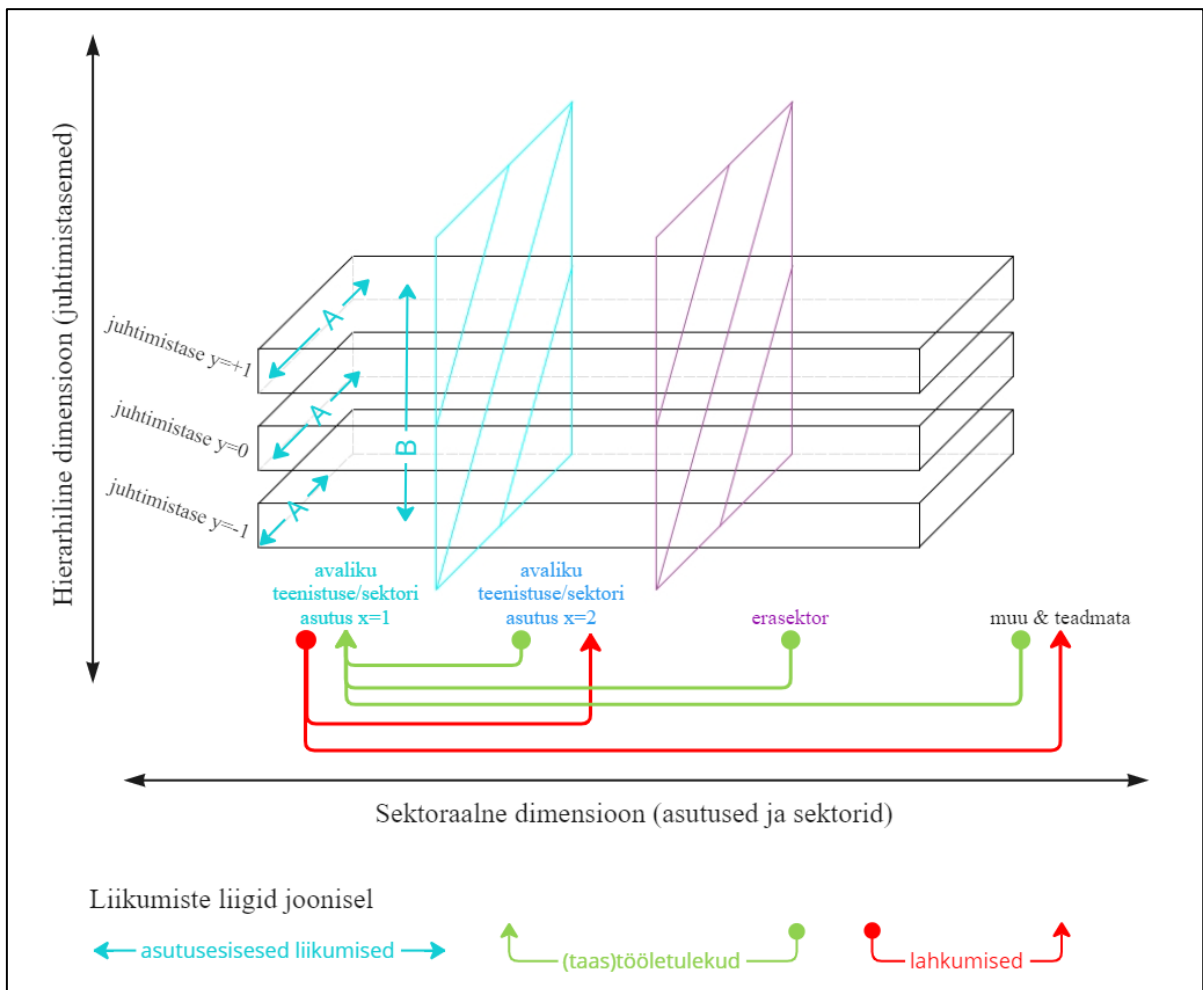 Hierarhiline dimensioon (juhtimistasemed)
juhtimistase y=+1
A
juhtimistase y=0
A
B
juhtimistase y=-1
A
avaliku
teenistuse/sektori
asutus x=1
avaliku
teenistuse/sektori
asutus x=2
erasektor
muu & teadmata
Sektoraalne dimensioon (asutused ja sektorid)
Liikumiste liigid joonisel
asutusesisesed liikumised
(taas)töőletulekud
lahkumised